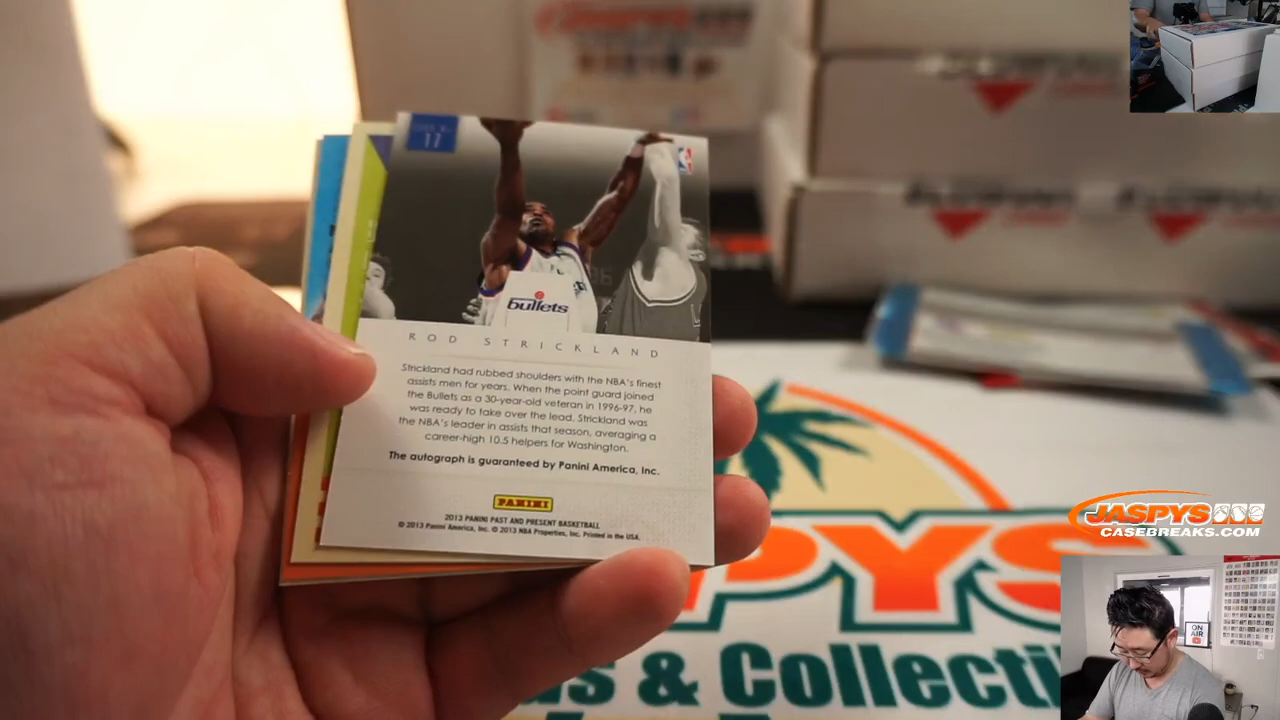 17
bullets
ROD STRICKLAND
Strickland had rubbed shoulders with the NBA's finest
assists men for years. When the point guard joined
the Bullets as a 30-year-old veteran in 1996-97, he
was ready to take over the lead. Strickland was
the NBA's leader in assists that season, averaging a
career-high 10.5 helpers for Washington.
The autograph is guaranteed by Panini America, Inc.
PANINI
2013 PANINI PAST AND PRESENT BASKETBALL
© 2013 Panini America, Inc. © 2013 NBA Properties, Inc. Printed in the USA.
JASPYS
CASEBREAKS.COM
PYS
& Collecti
ON
AIR